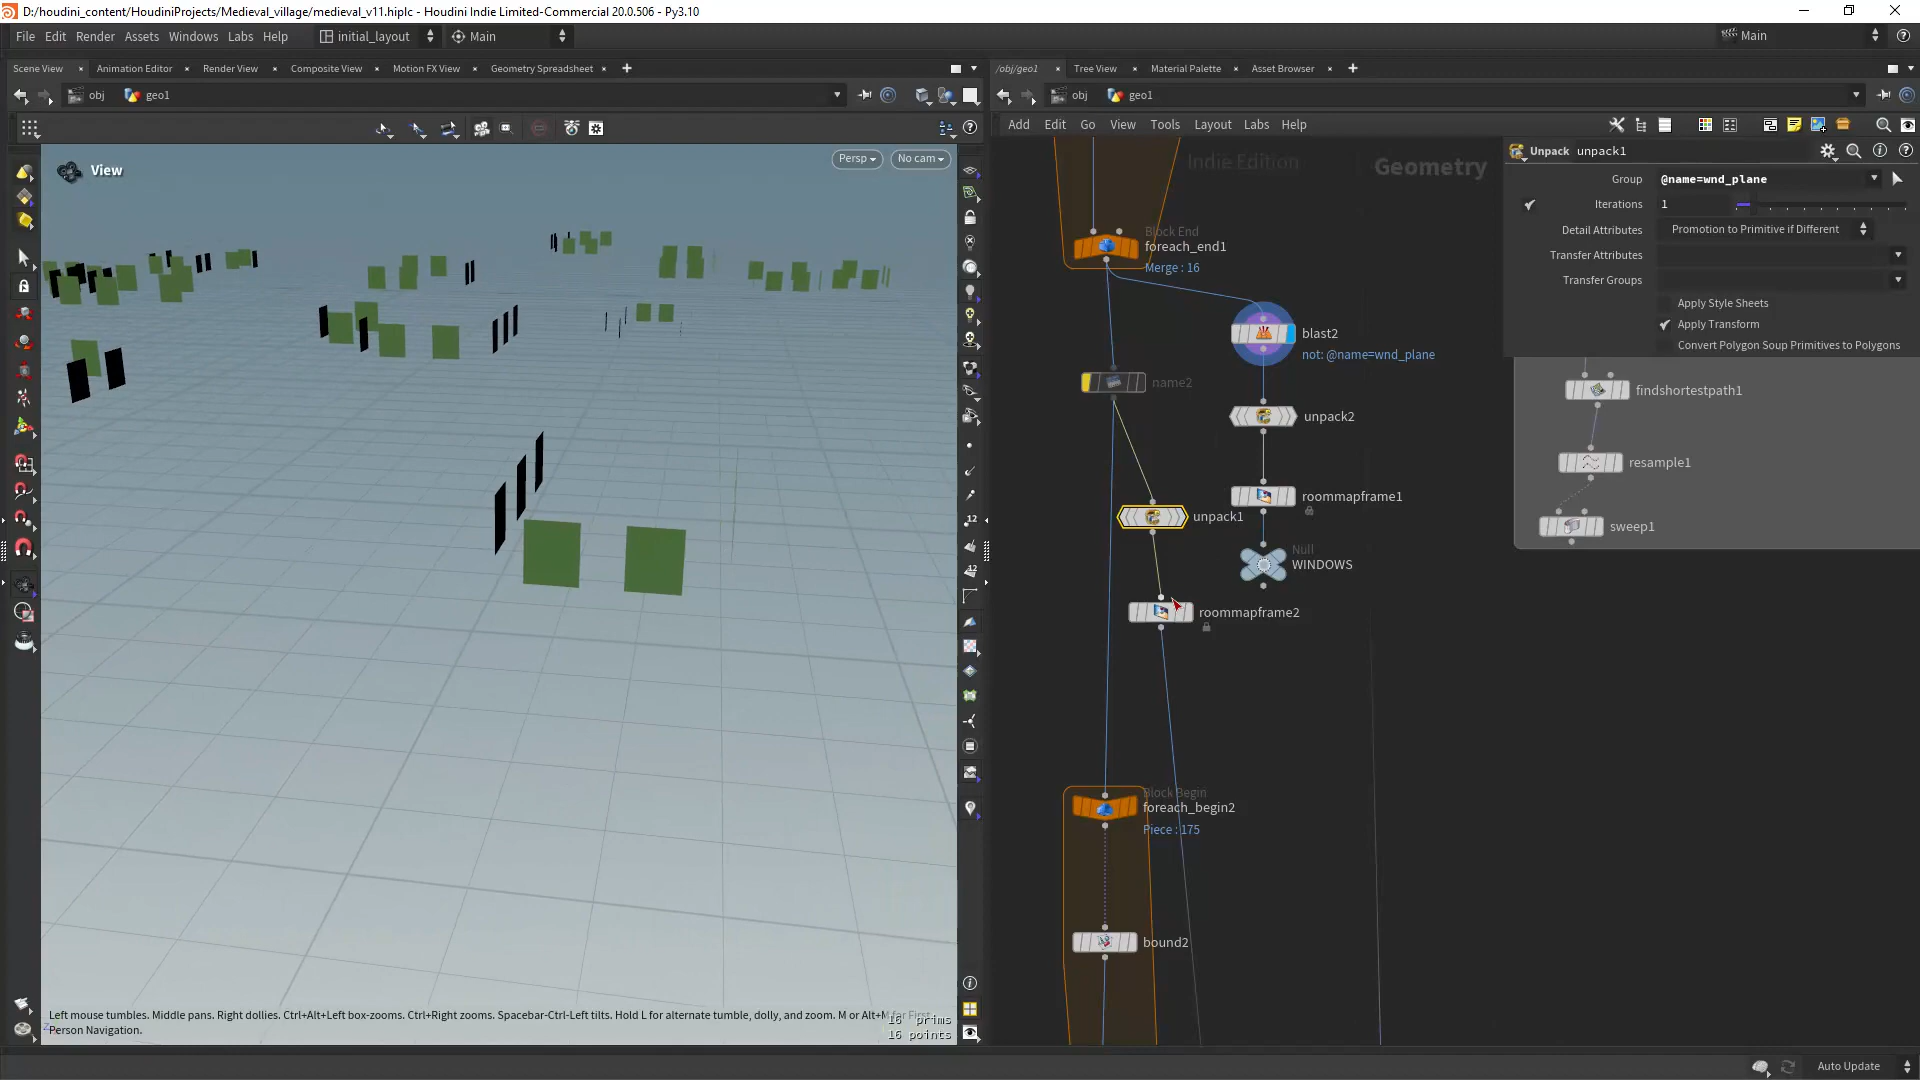 D:/houdini_content/HoudiniProjects/Medieval_village/medieval_v11.hiplc - Houdini Indie Limited-Commercial 20.0.506 - Py3.10
File Edit Render Assets Windows Labs Help initial_layout Main Main
Scene View Animation Editor Render View Composite View Motion FX View Geometry Spreadsheet
/obj/geo1 Tree View Material Palette Asset Browser
obj geo1
obj geo1
Add Edit Go View Tools Layout Labs Help
View
Persp No cam
Indie Edition
Geometry
Unpack unpack1
Group @name=wnd_plane
Iterations 1
Detail Attributes Promotion to Primitive if Different
Transfer Attributes
Transfer Groups
Apply Style Sheets
Apply Transform
Convert Polygon Soup Primitives to Polygons
Block End
foreach_end1
Merge : 16
blast2
not: @name=wnd_plane
name2
unpack2
roommapframe1
unpack1
Null
WINDOWS
roommapframe2
findshortestpath1
resample1
sweep1
Block Begin
foreach_begin2
Piece : 175
bound2
12
12
Left mouse tumbles. Middle pans. Right dollies. Ctrl+Alt+Left box-zooms. Ctrl+Right zooms. Spacebar-Ctrl-Left tilts. Hold L for alternate tumble, dolly, and zoom. M or Alt+M for First
Person Navigation.
16 prims
16 points
Auto Update